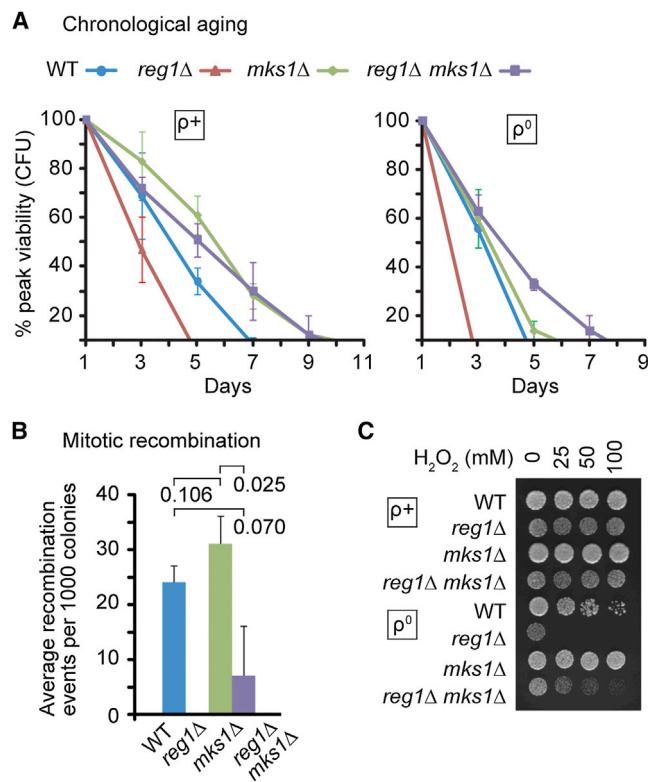 A Chronological aging
WT reg1Δ mks1Δ reg1Δ mks1Δ
ρ+
ρ0
% peak viability (CFU)
100
80
60
40
20
1 3 5 7 9 11
Days
100
80
60
40
20
1 3 5 7 9
Days
B Mitotic recombination
Average recombination
events per 1000 colonies
40
30
20
10
0
0.025
0.106
0.070
WT
reg1Δ
mks1Δ
reg1Δ
mks1Δ
C
H2O2 (mM) 0 25 50 100
ρ+
WT
reg1Δ
mks1Δ
reg1Δ mks1Δ
ρ0
WT
reg1Δ
mks1Δ
reg1Δ mks1Δ